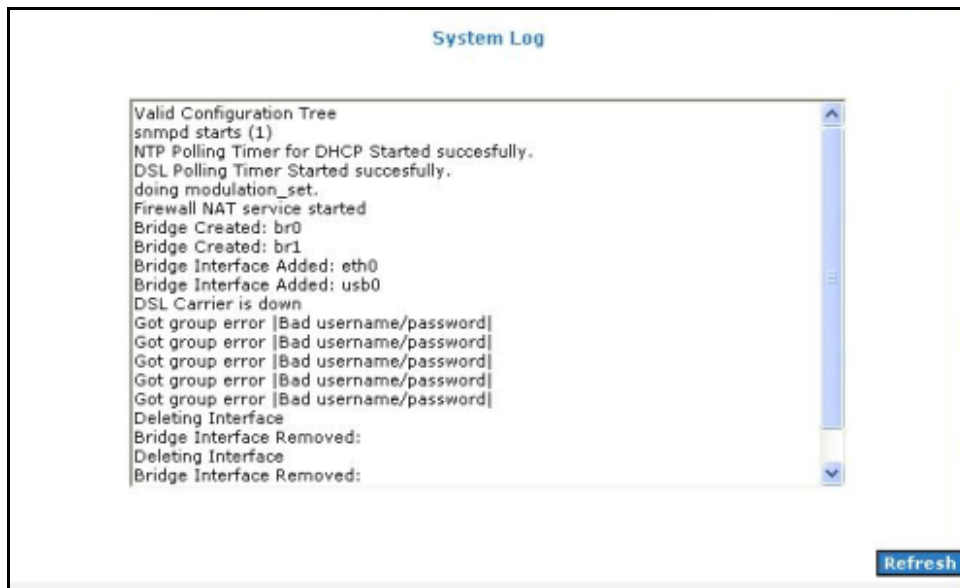 System Log
Valid Configuration Tree
snmpd starts (1)
NTP Polling Timer for DHCP Started succesfully.
DSL Polling Timer Started succesfully.
doing modulation_set.
Firewall NAT service started
Bridge Created: br0
Bridge Created: br1
Bridge Interface Added: eth0
Bridge Interface Added: usb0
DSL Carrier is down
Got group error |Bad username/password|
Got group error |Bad username/password|
Got group error |Bad username/password|
Got group error |Bad username/password|
Got group error |Bad username/password|
Deleting Interface
Bridge Interface Removed:
Deleting Interface
Bridge Interface Removed:
Refresh